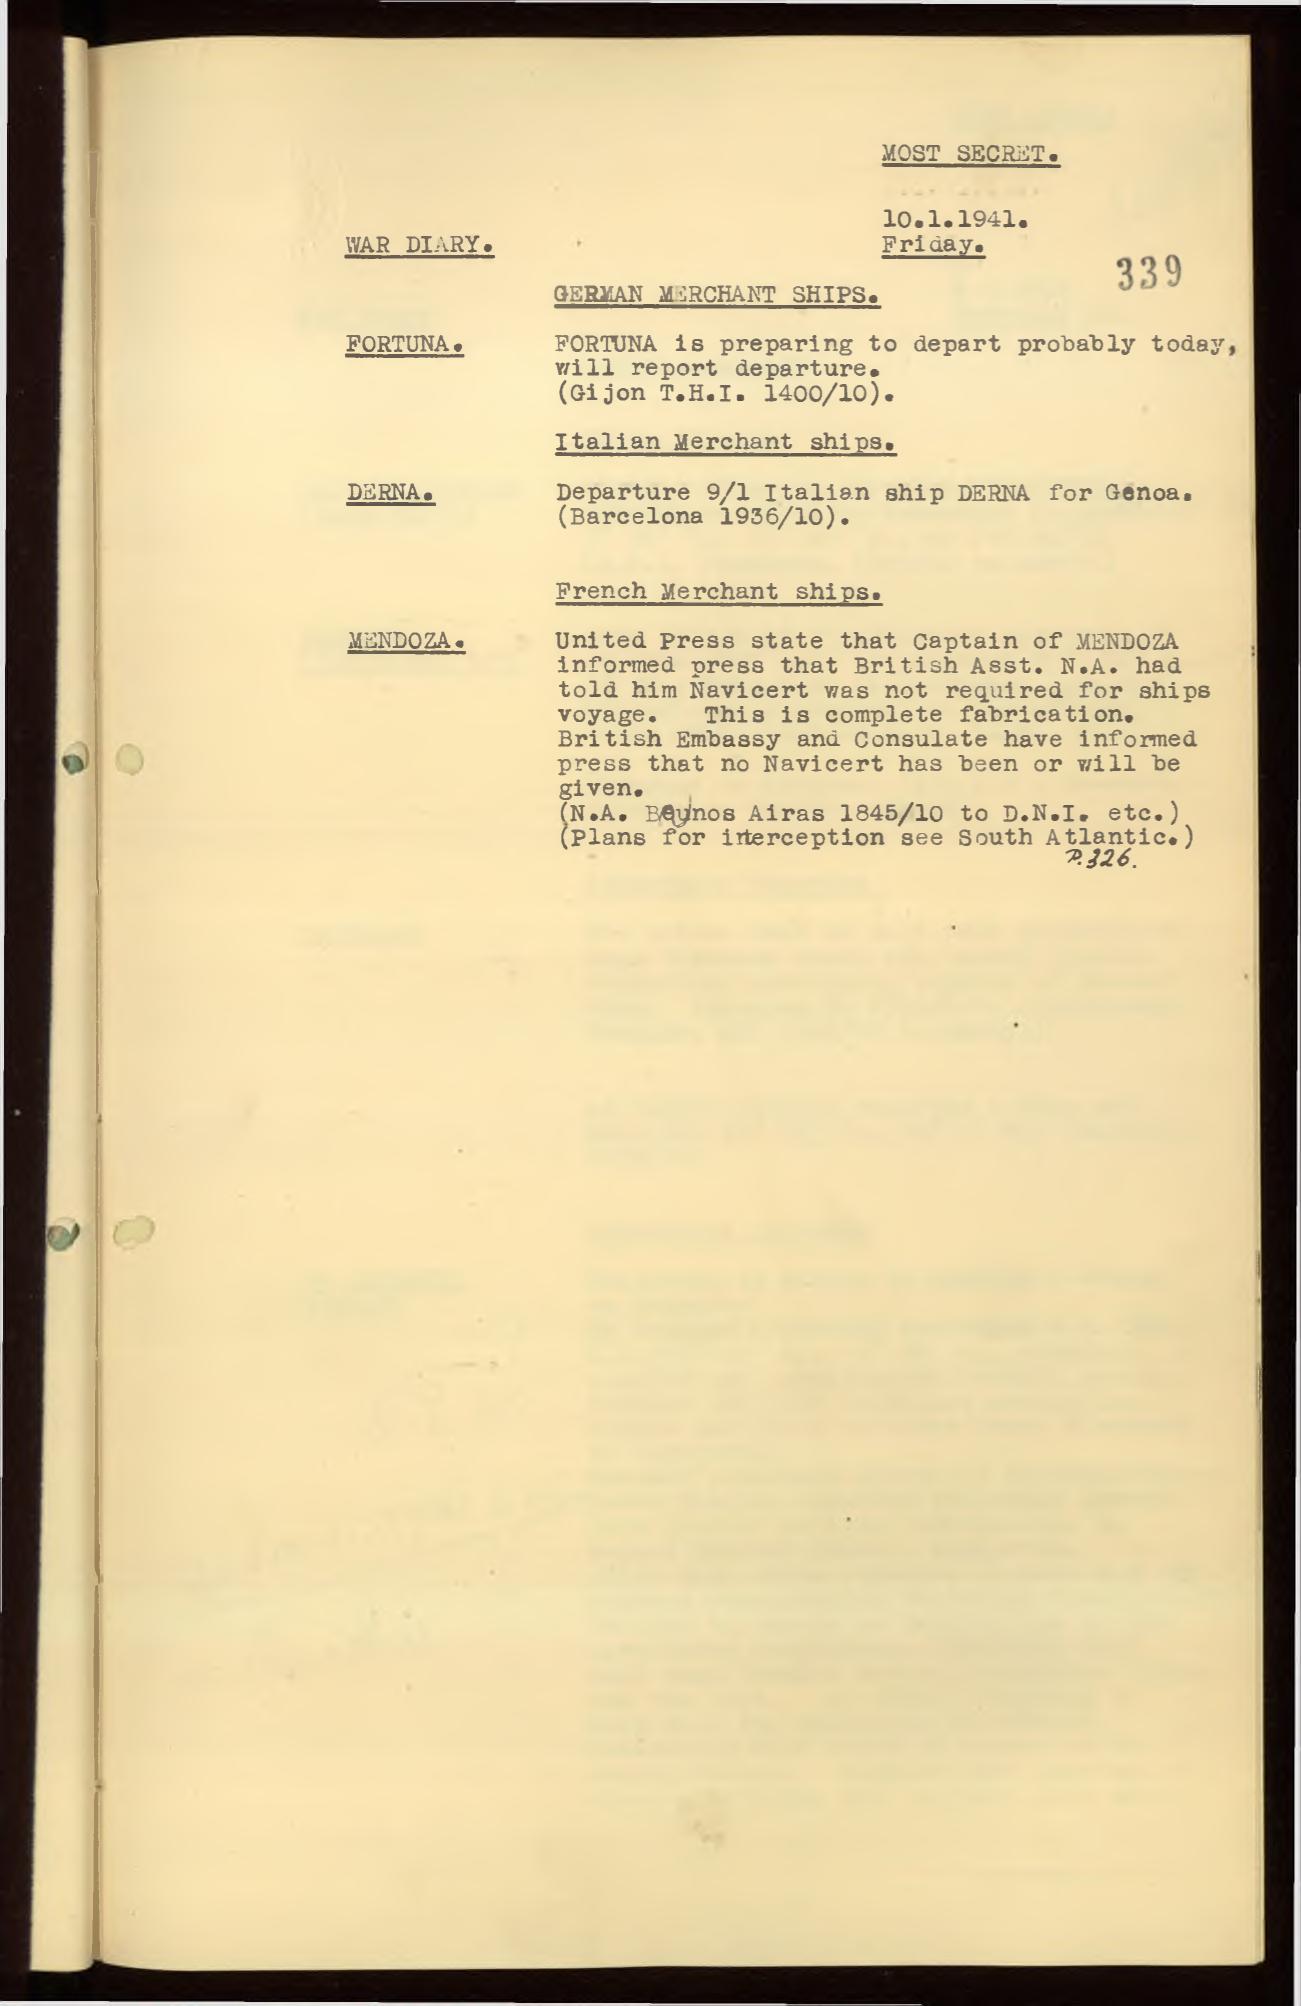 MOST SECRET.
10.1.1941.
WAR DIARY. Friday.
339
GERMAN MERCHANT SHIPS.
FORTUNA. FORTUNA is preparing to depart probably today,
will report departure.
(Gijon T.H.I. 1400/10).
Italian Merchant ships.
DERNA. Departure 9/1 Italian ship DERNA for Genoa.
(Barcelona 1936/10).
French Merchant ships.
MENDOZA. United Press state that Captain of MENDOZA
informed press that British Asst. N.A. had
told him Navicert was not required for ships
voyage. This is complete fabrication.
British Embassy and Consulate have informed
press that no Navicert has been or will be
given.
(N.A. Beunos Airas 1845/10 to D.N.I. etc.)
(Plans for interception see South Atlantic.)
P.326.